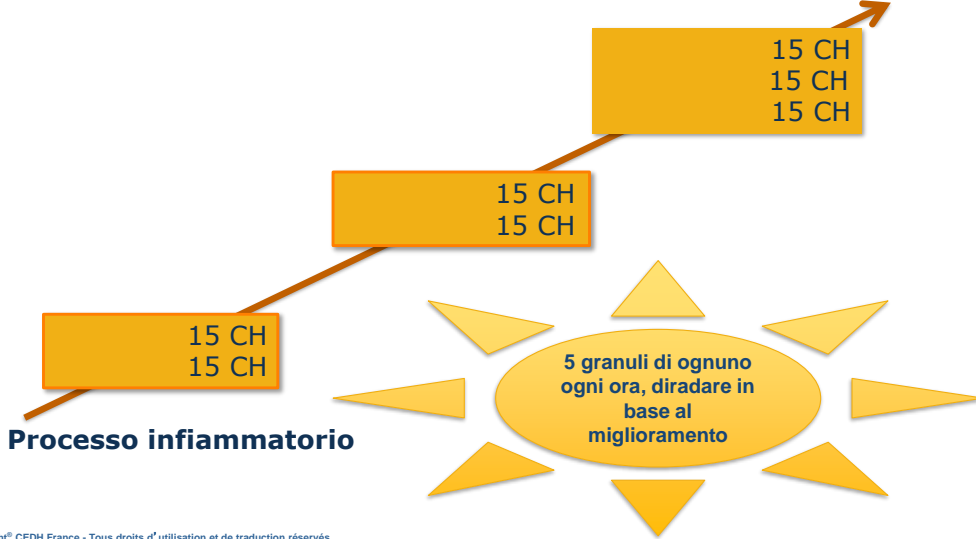 15 CH
15 CH
15 CH
15 CH
15 CH
15 CH
15 CH
5 granuli di ognuno
ogni ora, diradare in
base al
miglioramento
Processo infiammatorio
® CEDH France - Tous droits d'utilisation et de traduction réservés